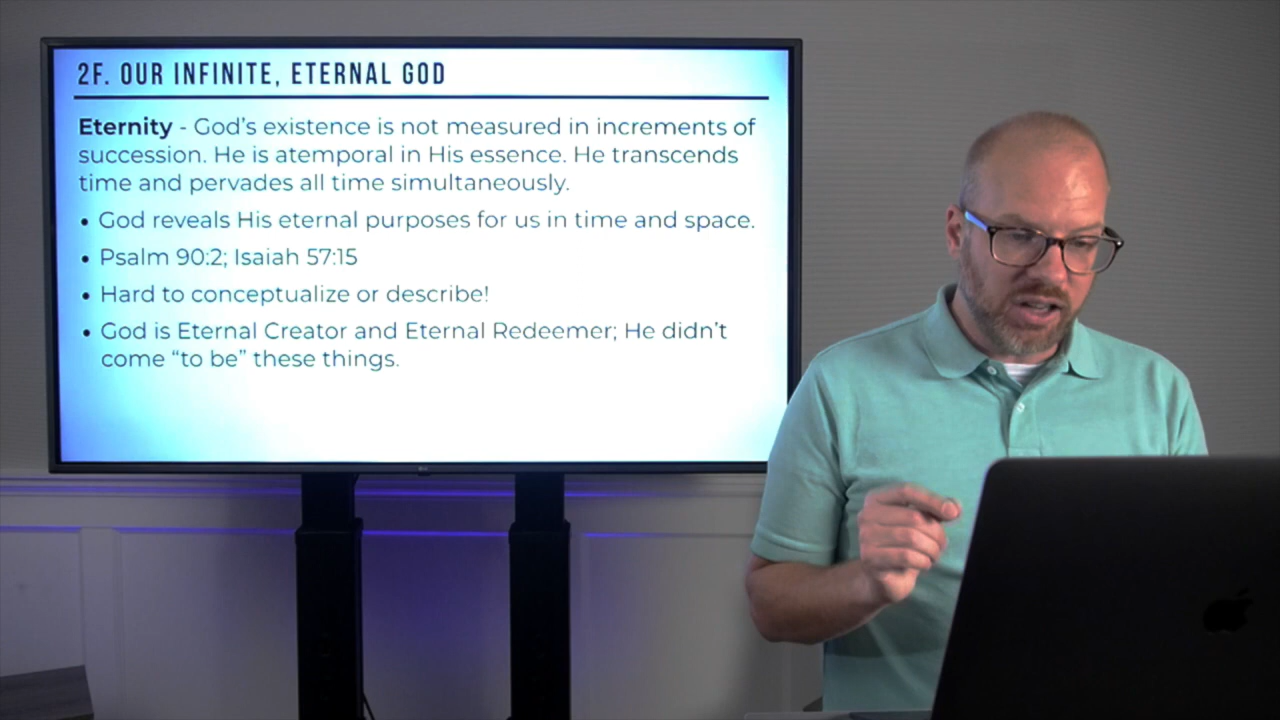 2F. OUR INFINITE, ETERNAL GOD
Eternity - God's existence is not measured in increments of
succession. He is atemporal in His essence. He transcends
time and pervades all time simultaneously.
• God reveals His eternal purposes for us in time and space.
• Psalm 90:2; Isaiah 57:15
• Hard to conceptualize or describe!
• God is Eternal Creator and Eternal Redeemer; He didn't
come “to be” these things.